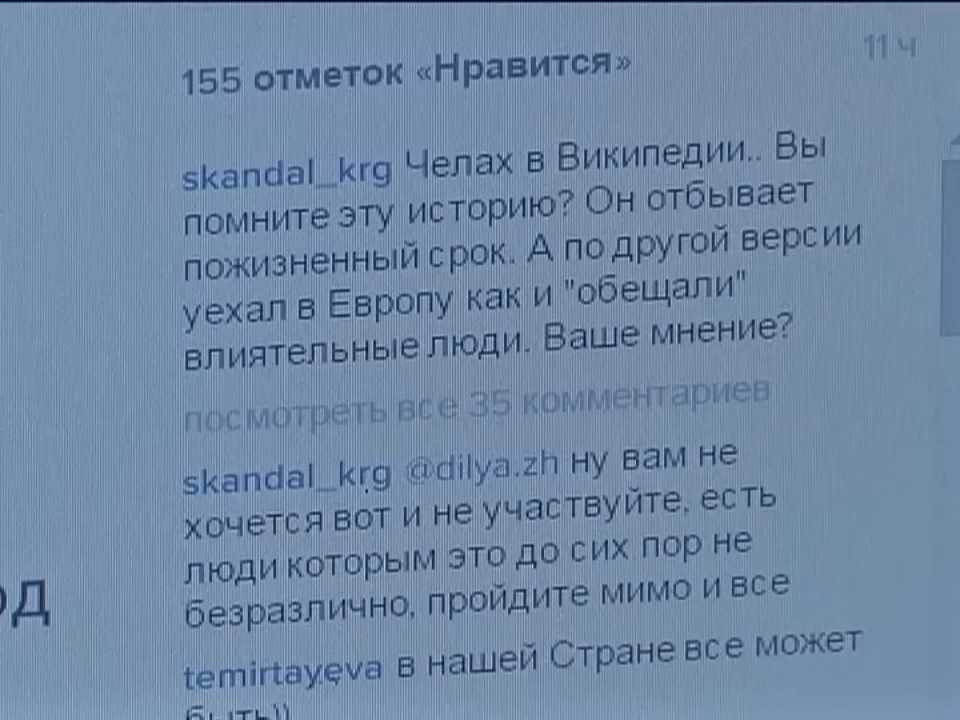 155 отметок «Нравится»
11 ч
skandal_krg Челах в Википедии.. Вы
помните эту историю? Он отбывает
пожизненный срок. А по другой версии
уехал в Европу как и "обещали"
влиятельные люди. Ваше мнение?
посмотреть все 35 комментариев
skandal_krg @dilya.zh ну вам не
хочется вот и не участвуйте, есть
люди которым это до сих пор не
безразлично, пройдите мимо и все
од
temirtayeva в нашей Стране все может
быть))